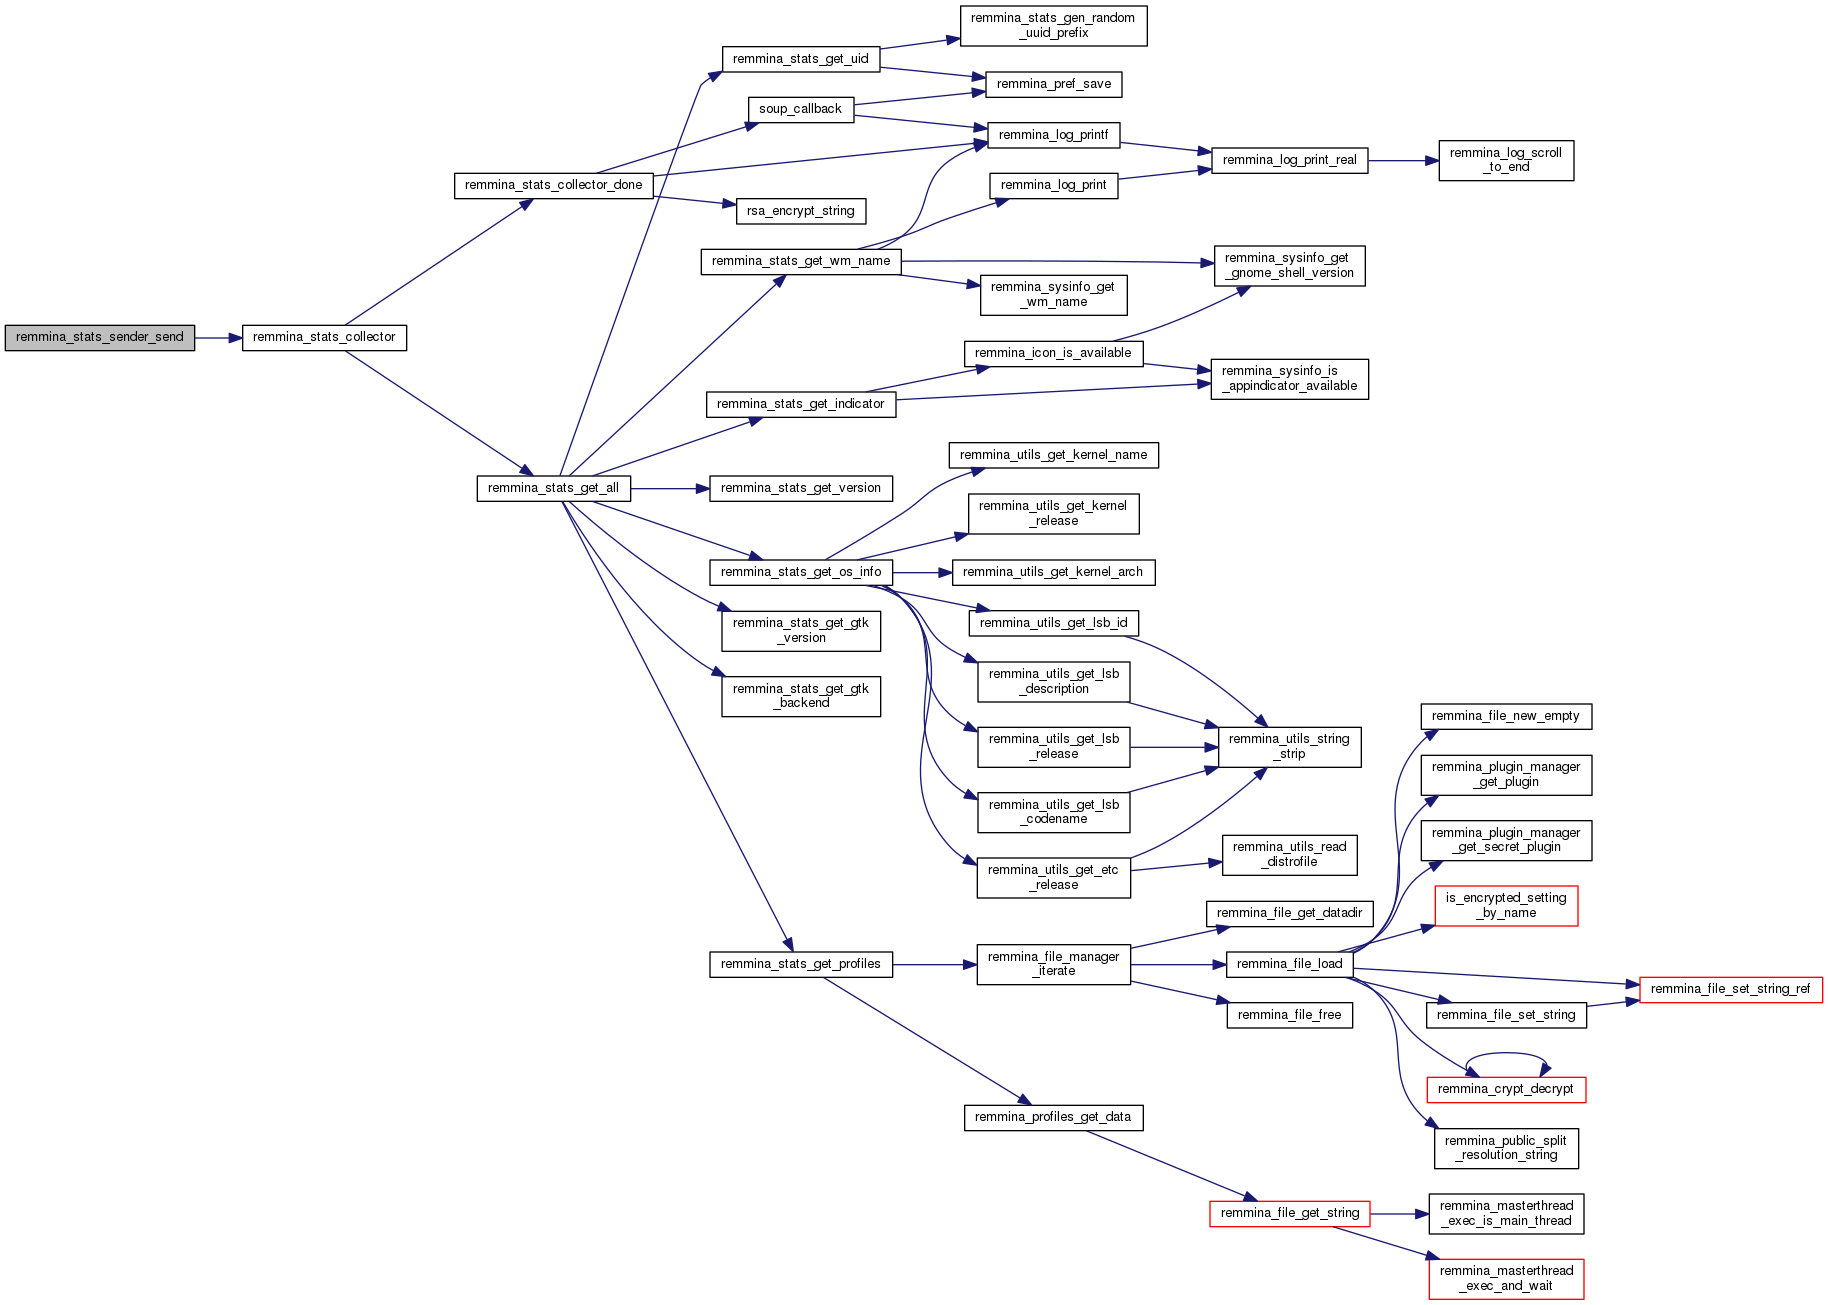 remmina_stats_sender_send
remmina_stats_collector
remmina_stats_collector_done
remmina_stats_get_all
remmina_stats_get_uid
soup_callback
rsa_encrypt_string
remmina_stats_get_wm_name
remmina_stats_get_indicator
remmina_stats_get_version
remmina_stats_get_os_info
remmina_stats_get_gtk
_version
remmina_stats_get_gtk
_backend
remmina_stats_get_profiles
remmina_stats_gen_random
_uuid_prefix
remmina_pref_save
remmina_log_printf
remmina_log_print
remmina_sysinfo_get
_wm_name
remmina_icon_is_available
remmina_utils_get_kernel_name
remmina_utils_get_kernel
_release
remmina_utils_get_kernel_arch
remmina_utils_get_lsb_id
remmina_utils_get_lsb
_description
remmina_utils_get_lsb
_release
remmina_utils_get_lsb
_codename
remmina_utils_get_etc
_release
remmina_file_manager
_iterate
remmina_profiles_get_data
remmina_log_print_real
remmina_sysinfo_get
_gnome_shell_version
remmina_sysinfo_is
_appindicator_available
remmina_utils_string
_strip
remmina_utils_read
_distrofile
remmina_file_get_datadir
remmina_file_load
remmina_file_free
remmina_file_get_string
remmina_log_scroll
_to_end
remmina_file_new_empty
remmina_plugin_manager
_get_plugin
remmina_plugin_manager
_get_secret_plugin
is_encrypted_setting
_by_name
remmina_file_set_string
remmina_crypt_decrypt
remmina_public_split
_resolution_string
remmina_masterthread
_exec_is_main_thread
remmina_masterthread
_exec_and_wait
remmina_file_set_string_ref